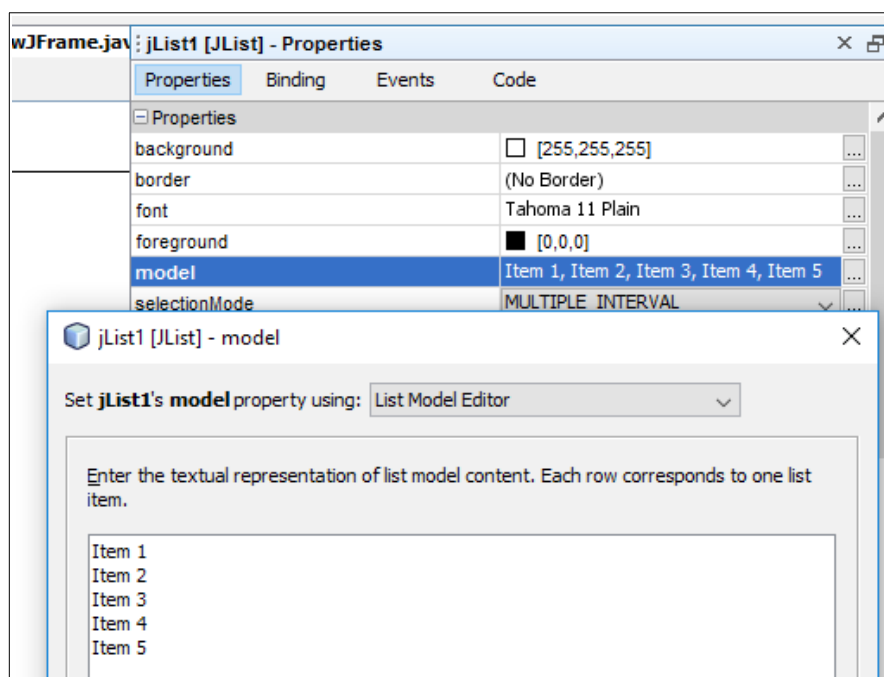 wJFrame.jav
jList1 [JList] - Properties
Properties Binding Events Code
Properties
background [255,255,255] ...
border (No Border) ...
font Tahoma 11 Plain ...
foreground [0,0,0] ...
model Item 1, Item 2, Item 3, Item 4, Item 5 ...
selectionMode MULTIPLE_INTERVAL ...
jList1 [JList] - model
Set jList1's model property using: List Model Editor
Enter the textual representation of list model content. Each row corresponds to one list
item.
Item 1
Item 2
Item 3
Item 4
Item 5